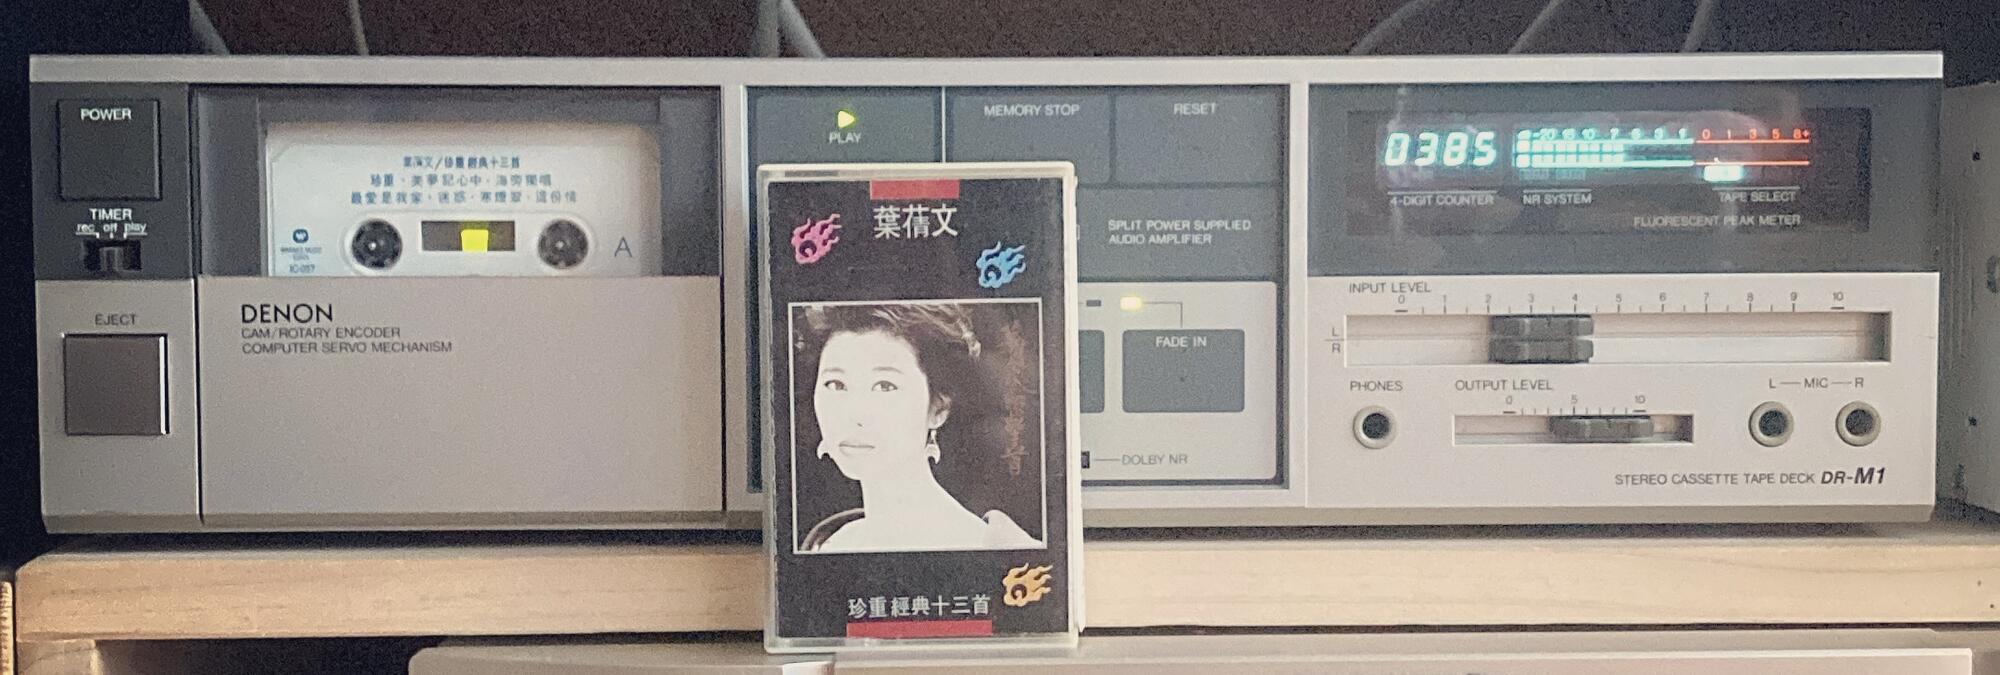 POWER
TIMER
rec off play
EJECT
葉蒨文/珍重經典十三首
珍重．美夢記心中．海旁獨唱
最愛是我家．迷惑．寒煙翠．這份情
A
DENON
CAM/ROTARY ENCODER
COMPUTER SERVO MECHANISM
PLAY
MEMORY STOP
RESET
SPLIT POWER SUPPLIED
AUDIO AMPLIFIER
FADE IN
DOLBY NR
葉蒨文
珍重經典十三首
0385
0 1 3 5 8+
4-DIGIT COUNTER
NR SYSTEM
TAPE SELECT
FLUORESCENT PEAK METER
INPUT LEVEL
0 1 2 3 4 5 6 7 8 9 10
L
R
PHONES
OUTPUT LEVEL
0 5 10
L — MIC — R
STEREO CASSETTE TAPE DECK DR-M1